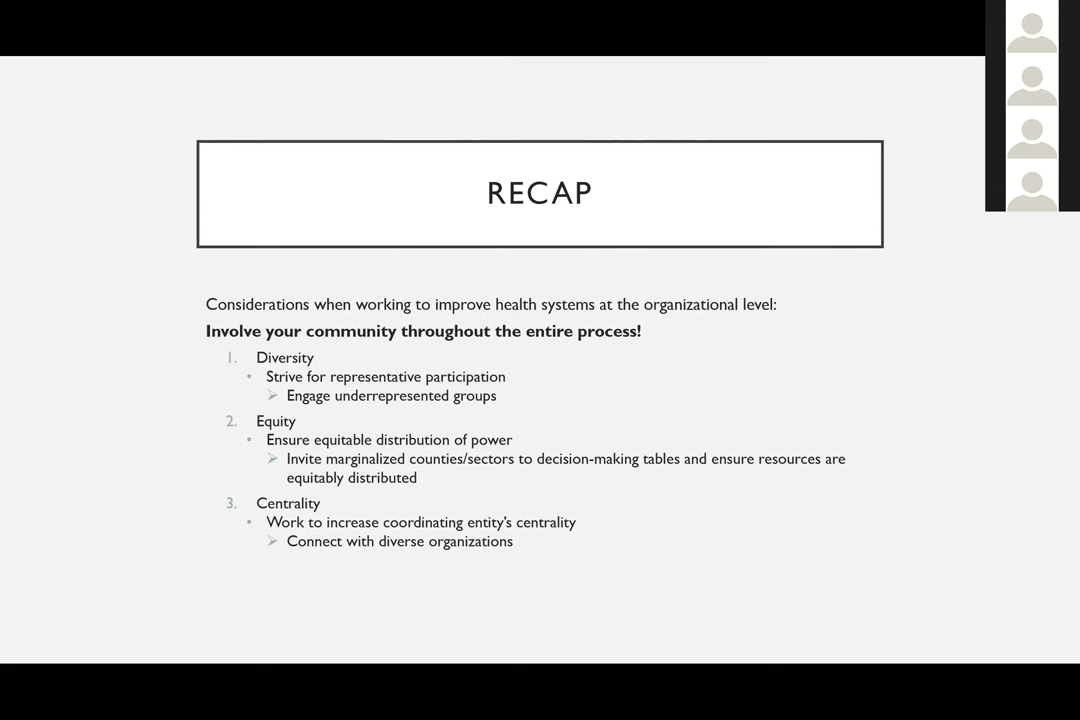 RECAP
Considerations when working to improve health systems at the organizational level:
Involve your community throughout the entire process!
1. Diversity
• Strive for representative participation
➢ Engage underrepresented groups
2. Equity
• Ensure equitable distribution of power
➢ Invite marginalized counties/sectors to decision-making tables and ensure resources are
equitably distributed
3. Centrality
• Work to increase coordinating entity’s centrality
➢ Connect with diverse organizations